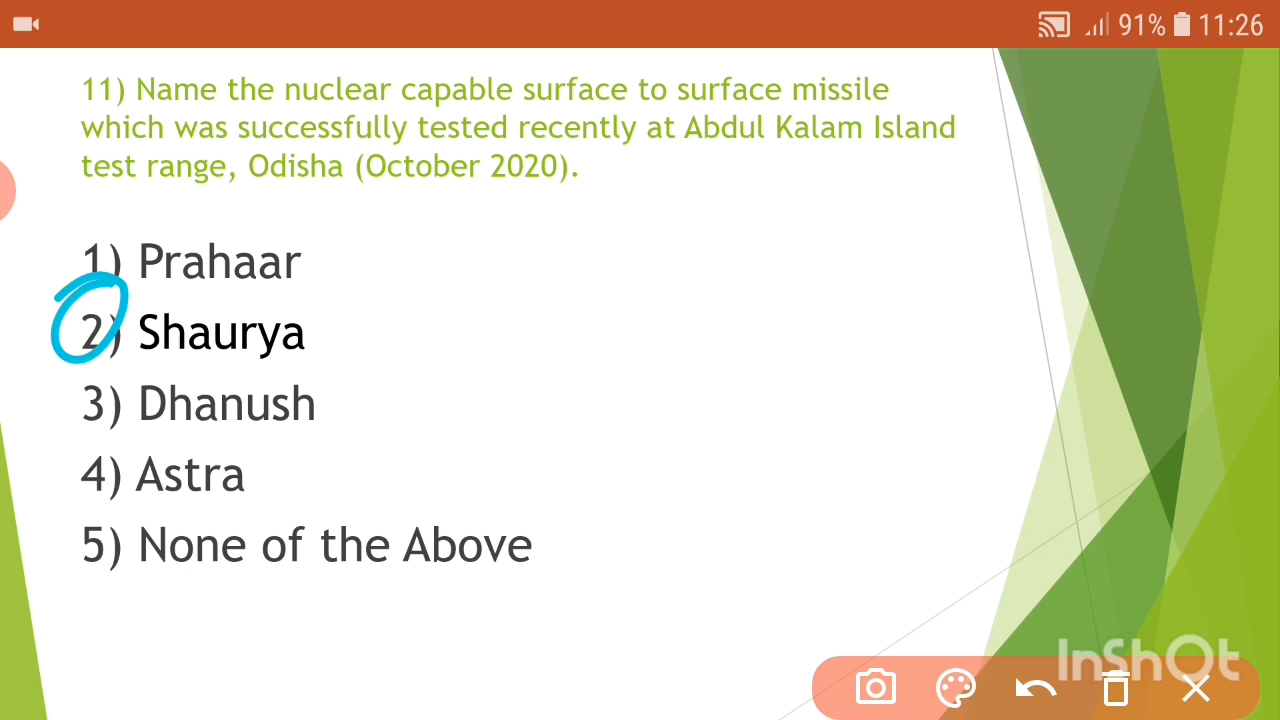 91% 11:26
11) Name the nuclear capable surface to surface missile
which was successfully tested recently at Abdul Kalam Island
test range, Odisha (October 2020).
1) Prahaar
2) Shaurya
3) Dhanush
4) Astra
5) None of the Above
InShOt